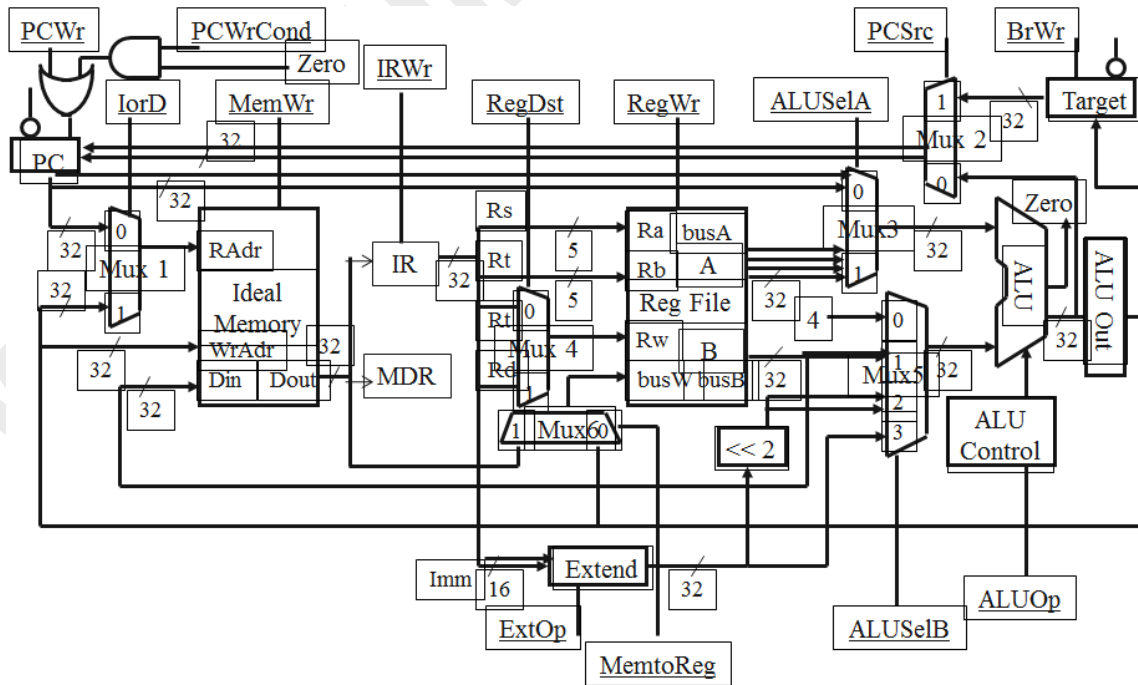 PCWr
PCWrCond
PCSrc
BrWr
Zero
IRWr
IorD
MemWr
RegDst
RegWr
ALUSelA
1
Target
32
Mux 2
32
PC
0
32
Rs
0
Zero
32
0
RAdr
5
Ra
busA
Mux3
32
Mux 1
IR
32
Rt
Rb
A
1
ALU
ALU Out
32
Ideal
5
Reg File
32
1
Memory
Rt
0
4
0
32
WrAdr
32
Mux 4
Rw
B
1
32
32
Din
Dout
MDR
Rd
1
busW
busB
32
Mux5
2
32
1
Mux6
0
3
<< 2
ALU
Control
Imm
16
Extend
32
ExtOp
ALUSelB
ALUOp
MemtoReg